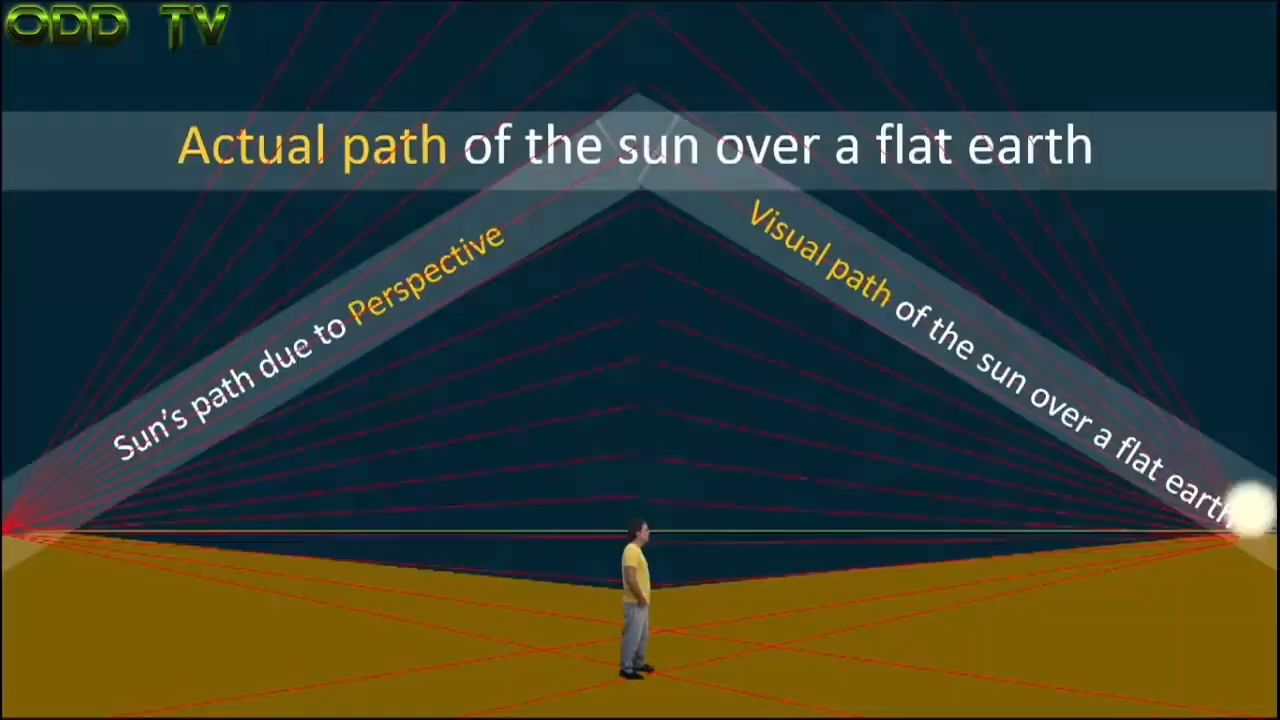 ODD TV
Actual path of the sun over a flat earth
Sun's path due to Perspective
Visual path of the sun over a flat earth